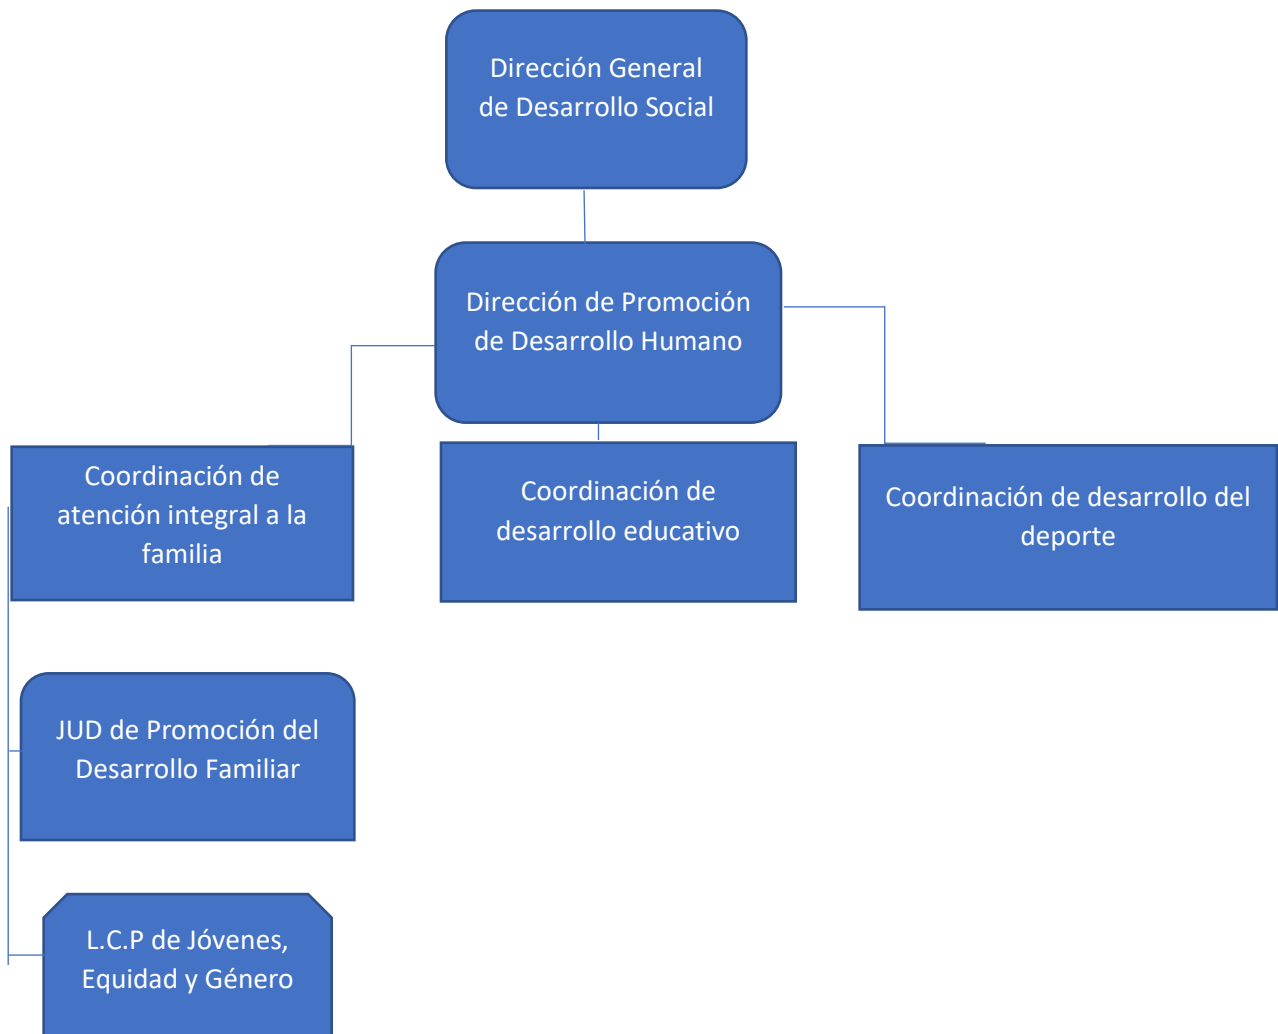 Dirección General
de Desarrollo Social
Dirección de Promoción
de Desarrollo Humano
Coordinación de
atención integral a la
familia
Coordinación de
desarrollo educativo
Coordinación de desarrollo del
deporte
JUD de Promoción del
Desarrollo Familiar
L.C.P de Jóvenes,
Equidad y Género